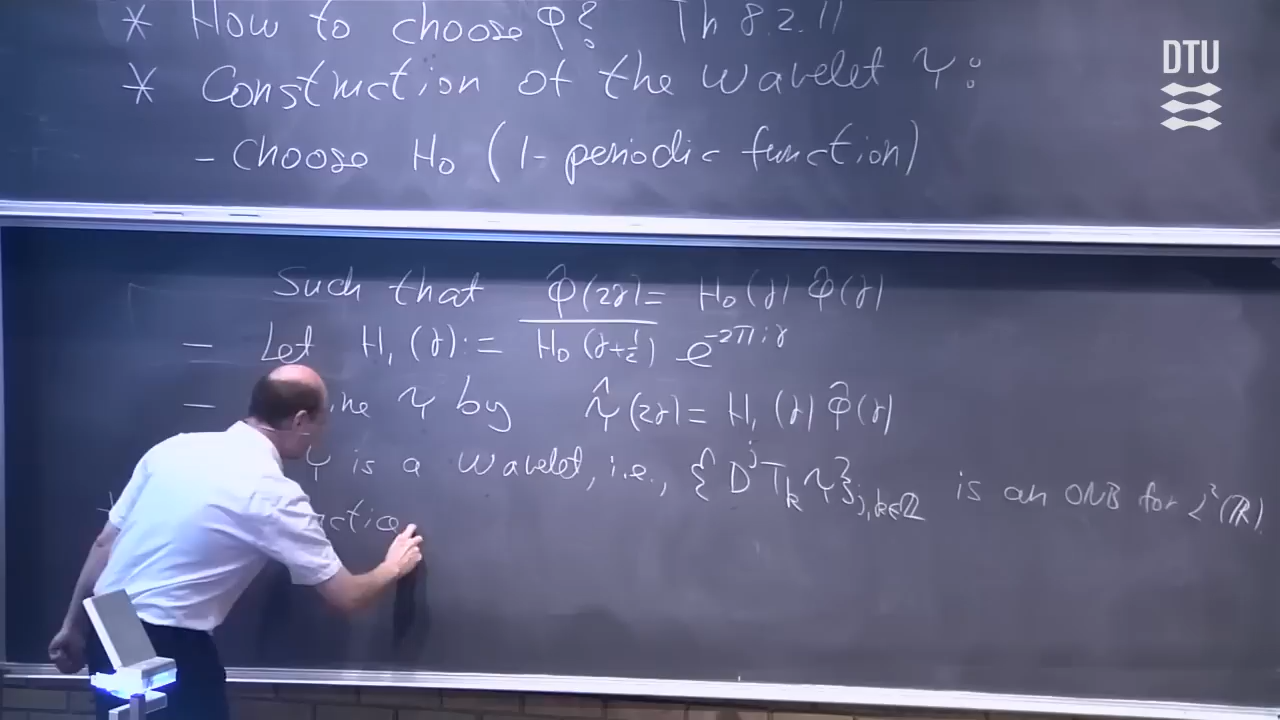 * How to choose φ? Th 8.2.11
DTU
* Construction of the wavelet ψ:
- Choose H₀ (1-periodic function)
Such that φ̂(2γ) = H₀(γ) φ̂(γ)
- Let H₁(γ) := \overline{H₀(γ+½)} e^{-2πiγ}
- ψ by ψ̂(2γ) = H₁(γ) φ̂(γ)
ψ is a wavelet, i.e., {D^j T_k ψ}_{j,k∈ℤ} is an ONB for L²(ℝ).